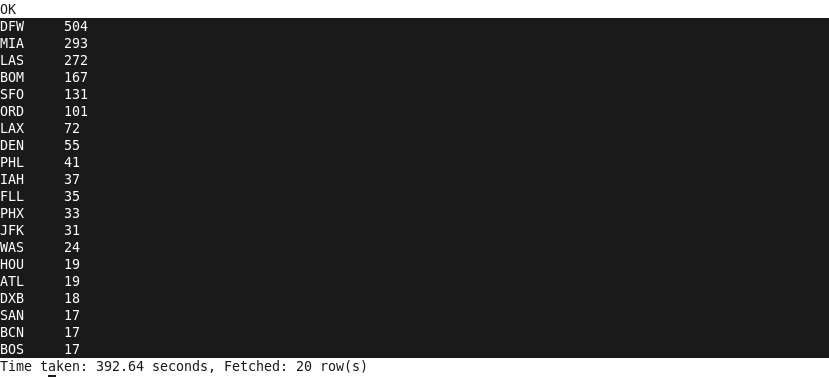 OK
DFW     504
MIA     293
LAS     272
BOM     167
SFO     131
ORD     101
LAX     72
DEN     55
PHL     41
IAH     37
FLL     35
PHX     33
JFK     31
WAS     24
HOU     19
ATL     19
DXB     18
SAN     17
BCN     17
BOS     17
Time taken: 392.64 seconds, Fetched: 20 row(s)